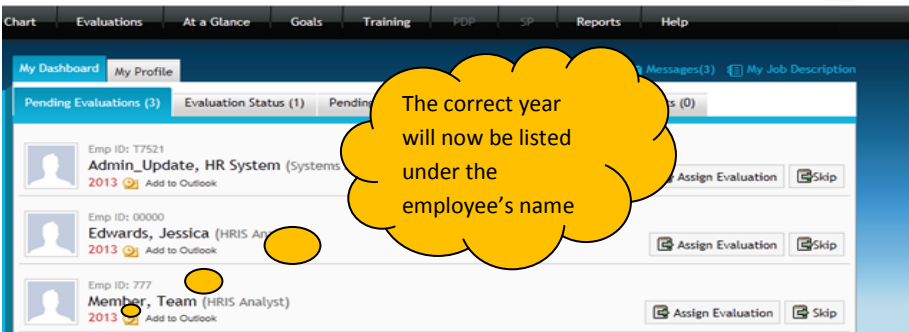 Chart Evaluations At a Glance Goals Training PDP SP Reports Help
My Dashboard My Profile Messages(3) My Job Description
Pending Evaluations (3) Evaluation Status (1) Pending (0)
The correct year
will now be listed
under the
employee's name
Emp ID: T7521
Admin_Update, HR System (Systems
2013 Add to Outlook
Assign Evaluation Skip
Emp ID: 00000
Edwards, Jessica (HRIS An
2013 Add to Outlook
Assign Evaluation Skip
Emp ID: 777
Member, Team (HRIS Analyst)
2013 Add to Outlook
Assign Evaluation Skip